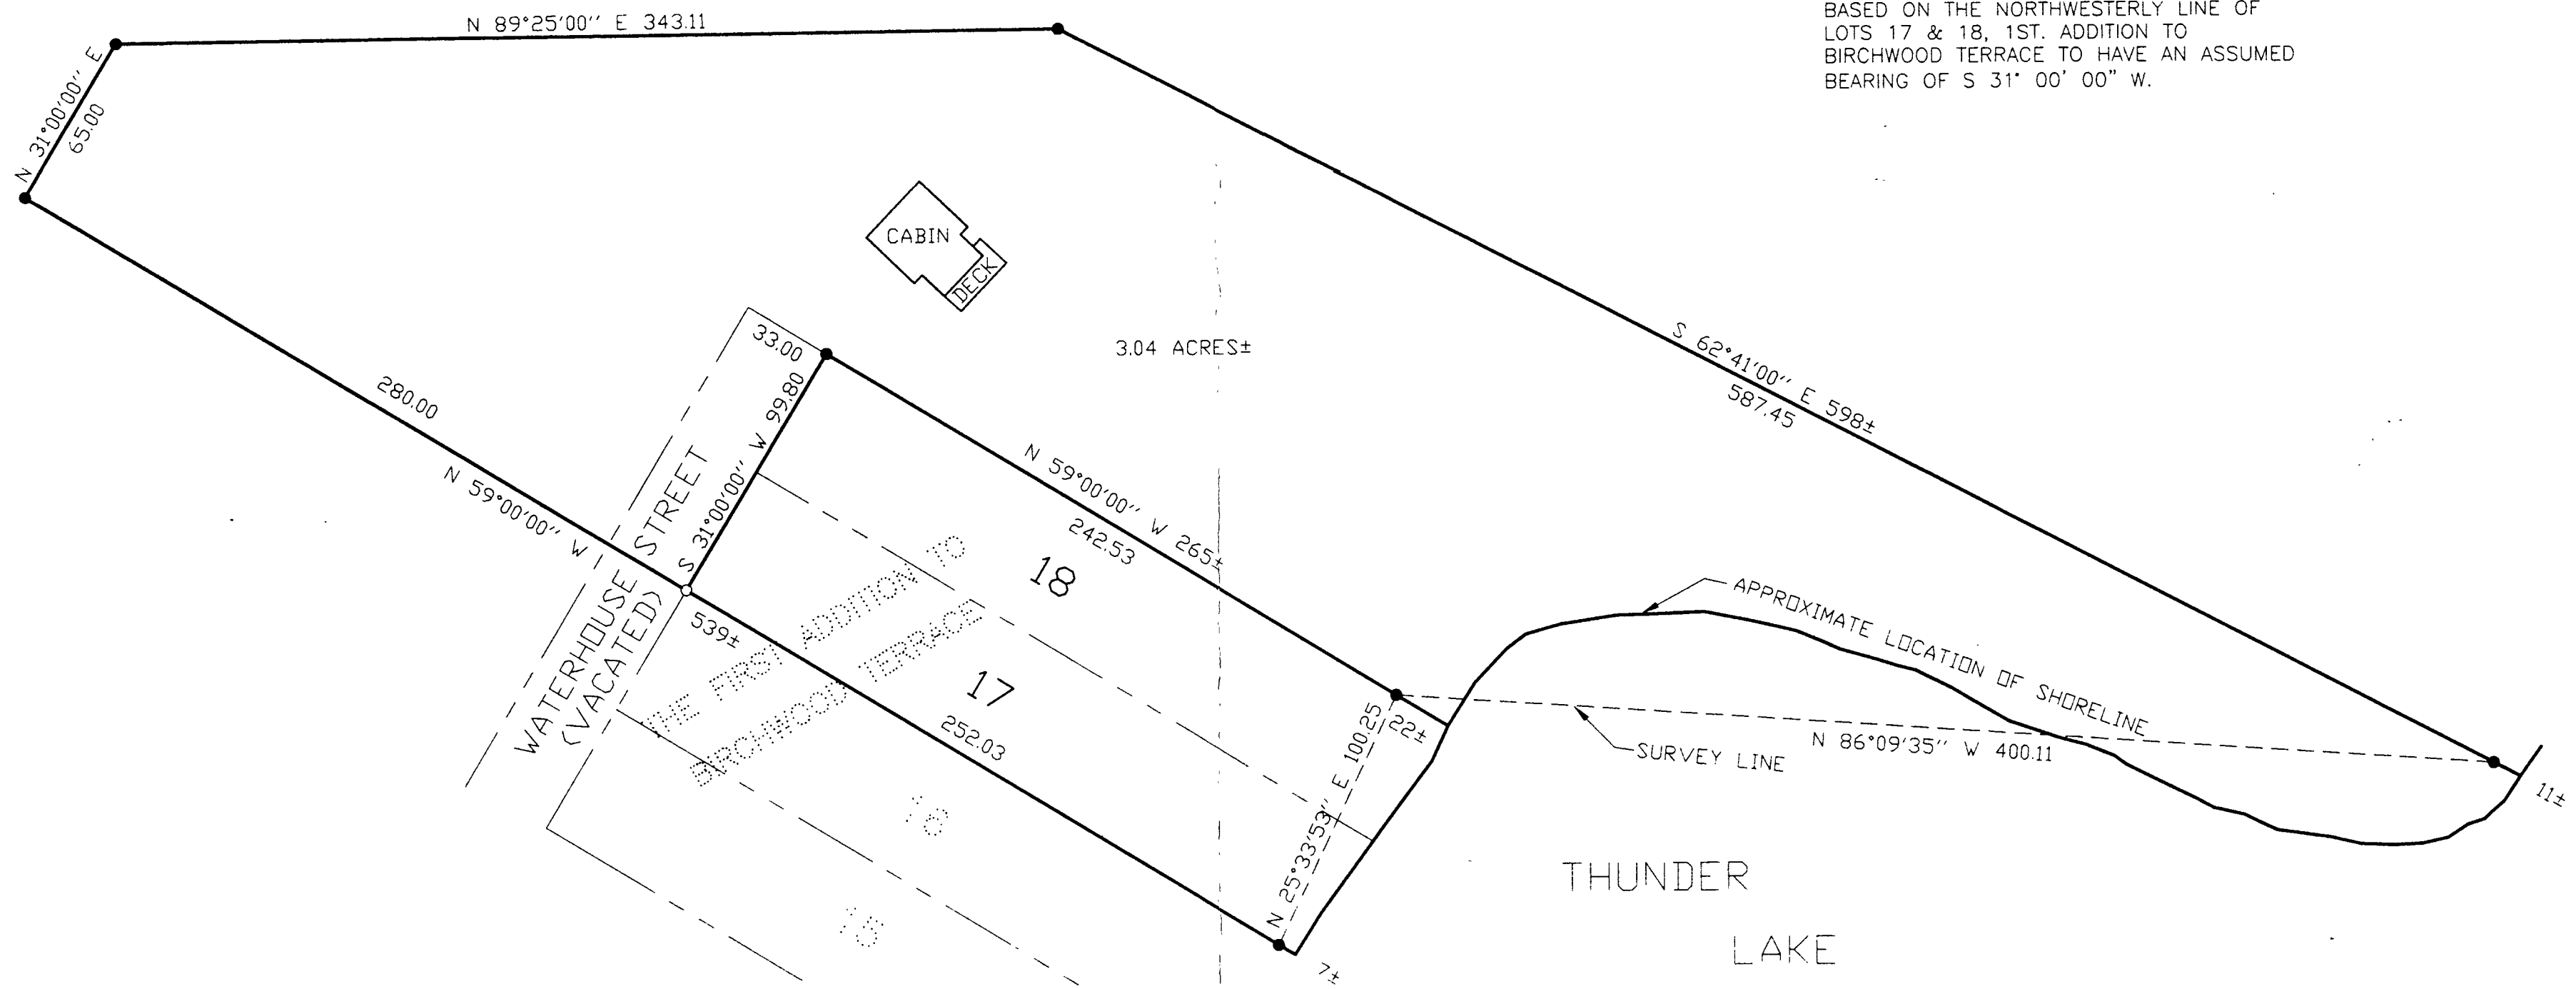 BASED ON THE NORTHWESTERLY LINE OF
LOTS 17 & 18, 1ST. ADDITION TO
BIRCHWOOD TERRACE TO HAVE AN ASSUMED
BEARING OF S 31° 00' 00" W.
N 89°25'00'' E 343.11
N 31°00'00'' E
65.00
CABIN
DECK
33.00
3.04 ACRES±
S 62°41'00'' E 598±
587.45
280.00
N 59°00'00'' W
S 31°00'00'' W 99.80
N 59°00'00'' W 265±
242.53
WATERHOUSE STREET
(VACATED)
539±
THE FIRST ADDITION TO
BIRCHWOOD TERRACE
18
17
252.03
16
15
N 25°33'53'' E 100.25
22±
APPROXIMATE LOCATION OF SHORELINE
SURVEY LINE
N 86°09'35'' W 400.11
11±
7±
THUNDER
LAKE